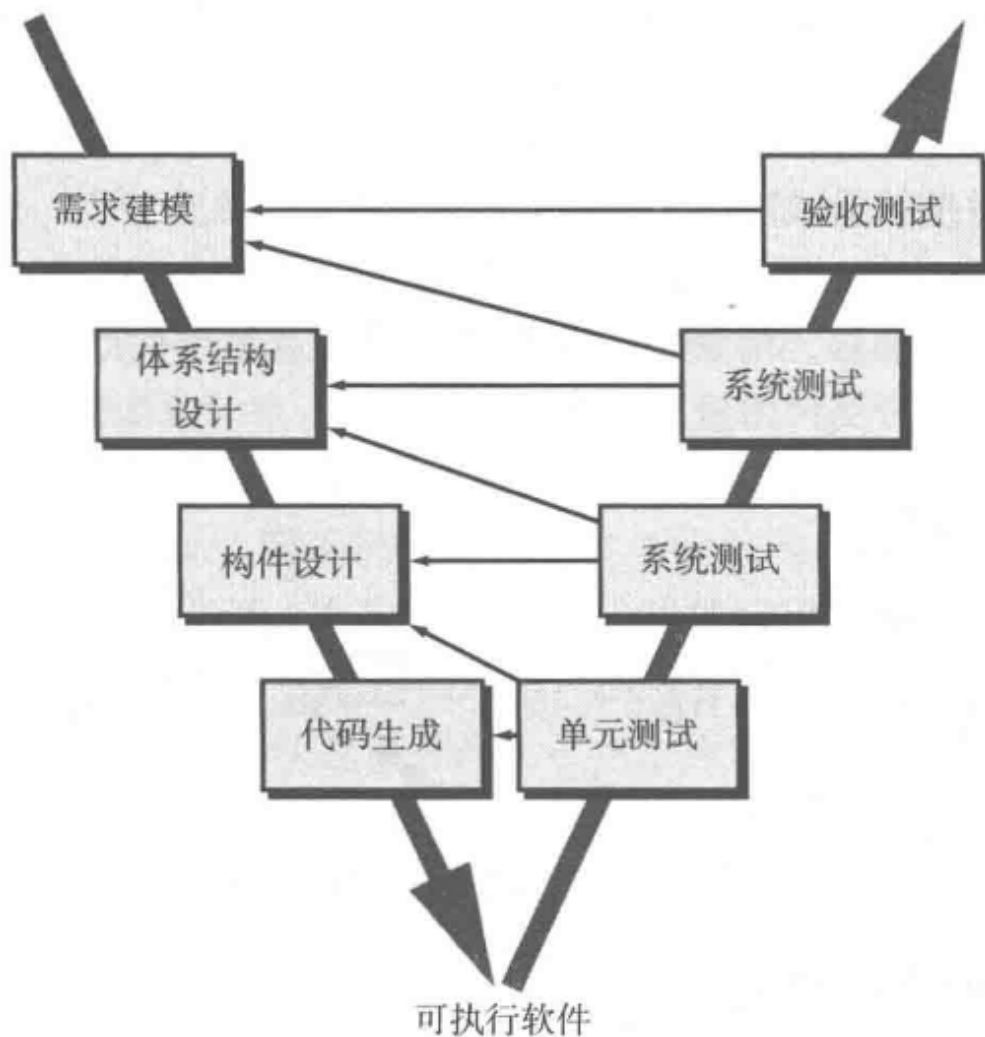 需求建模
验收测试
体系结构
设计
系统测试
构件设计
系统测试
代码生成
单元测试
可执行软件